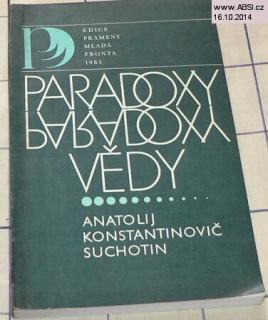 © www.ABSI.cz
16.10.2014
EDICE
PRAMENY
MLADÁ
FRONTA
1985
PARADOXY
PARADOXY
VĚDY
ANATOLIJ
KONSTANTINOVIČ
SUCHOTIN